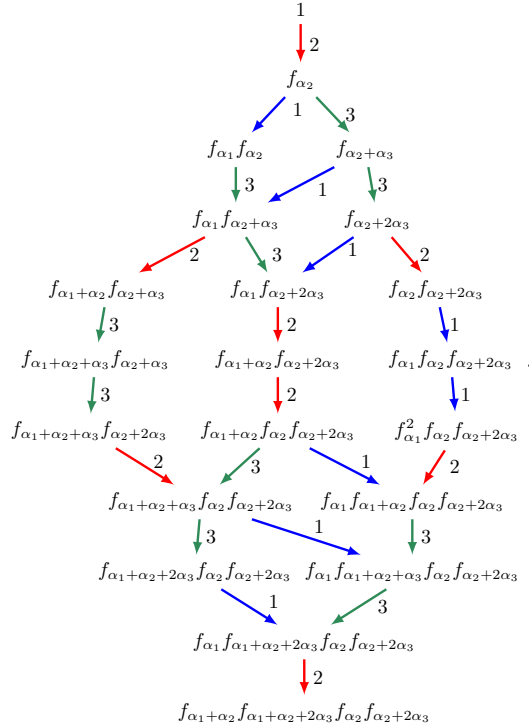 1
2
f_{α_2}
1 3
f_{α_1} f_{α_2} f_{α_2+α_3}
3 1 3
f_{α_1} f_{α_2+α_3} f_{α_2+2α_3}
2 3 1 2
f_{α_1+α_2} f_{α_2+α_3} f_{α_1} f_{α_2+2α_3} f_{α_2} f_{α_2+2α_3}
3 2 1
f_{α_1+α_2+α_3} f_{α_2+α_3} f_{α_1+α_2} f_{α_2+2α_3} f_{α_1} f_{α_2} f_{α_2+2α_3} .
3 2 1
f_{α_1+α_2+α_3} f_{α_2+2α_3} f_{α_1+α_2} f_{α_2} f_{α_2+2α_3} f_{α_1}^2 f_{α_2} f_{α_2+2α_3}
2 3 1 2
f_{α_1+α_2+α_3} f_{α_2} f_{α_2+2α_3} f_{α_1} f_{α_1+α_2} f_{α_2} f_{α_2+2α_3}
3 1 3
f_{α_1+α_2+2α_3} f_{α_2} f_{α_2+2α_3} f_{α_1} f_{α_1+α_2+α_3} f_{α_2} f_{α_2+2α_3}
1 3
f_{α_1} f_{α_1+α_2+2α_3} f_{α_2} f_{α_2+2α_3}
2
f_{α_1+α_2} f_{α_1+α_2+2α_3} f_{α_2} f_{α_2+2α_3}